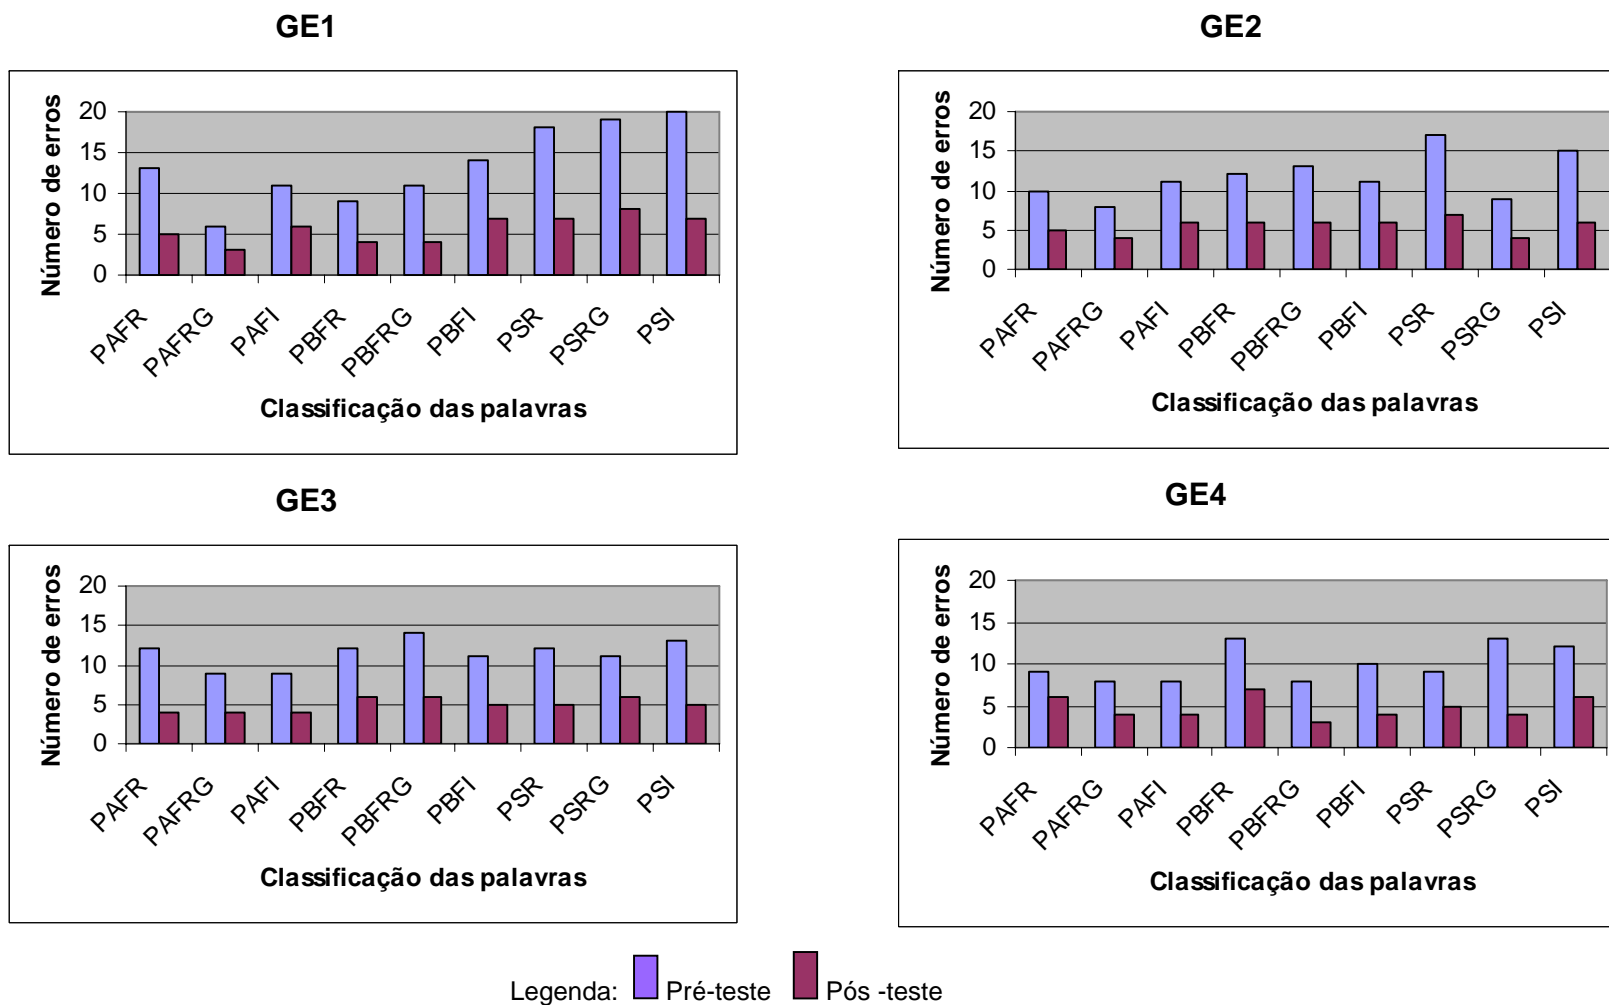 GE1
Número de erros
20
15
10
5
0
PAFR
PAFRG
PAFI
PBFR
PBFRG
PBFI
PSR
PSRG
PSI
Classificação das palavras
GE2
Número de erros
20
15
10
5
0
PAFR
PAFRG
PAFI
PBFR
PBFRG
PBFI
PSR
PSRG
PSI
Classificação das palavras
GE3
Número de erros
20
15
10
5
0
PAFR
PAFRG
PAFI
PBFR
PBFRG
PBFI
PSR
PSRG
PSI
Classificação das palavras
GE4
Número de erros
20
15
10
5
0
PAFR
PAFRG
PAFI
PBFR
PBFRG
PBFI
PSR
PSRG
PSI
Classificação das palavras
Legenda: Pré-teste Pós -teste